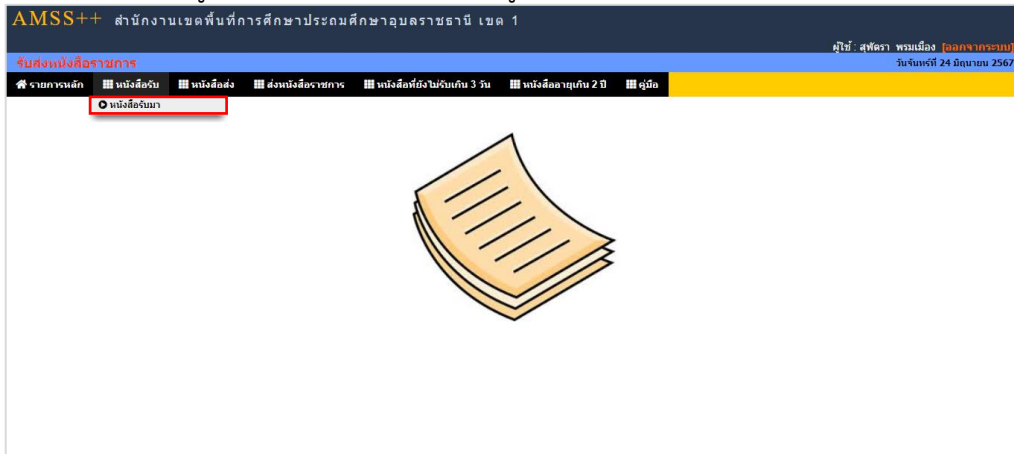 AMSS++ สำนักงานเขตพื้นที่การศึกษาประถมศึกษาอุบลราชธานี เขต 1
ผู้ใช้ : สุพัตรา พรมเมือง [ออกจากระบบ]
รับส่งหนังสือราชการ วันจันทร์ที่ 24 มิถุนายน 2567
รายการหลัก หนังสือรับ หนังสือส่ง ส่งหนังสือราชการ หนังสือที่ยังไม่รับเกิน 3 วัน หนังสืออายุเกิน 2 ปี คู่มือ
หนังสือรับมา